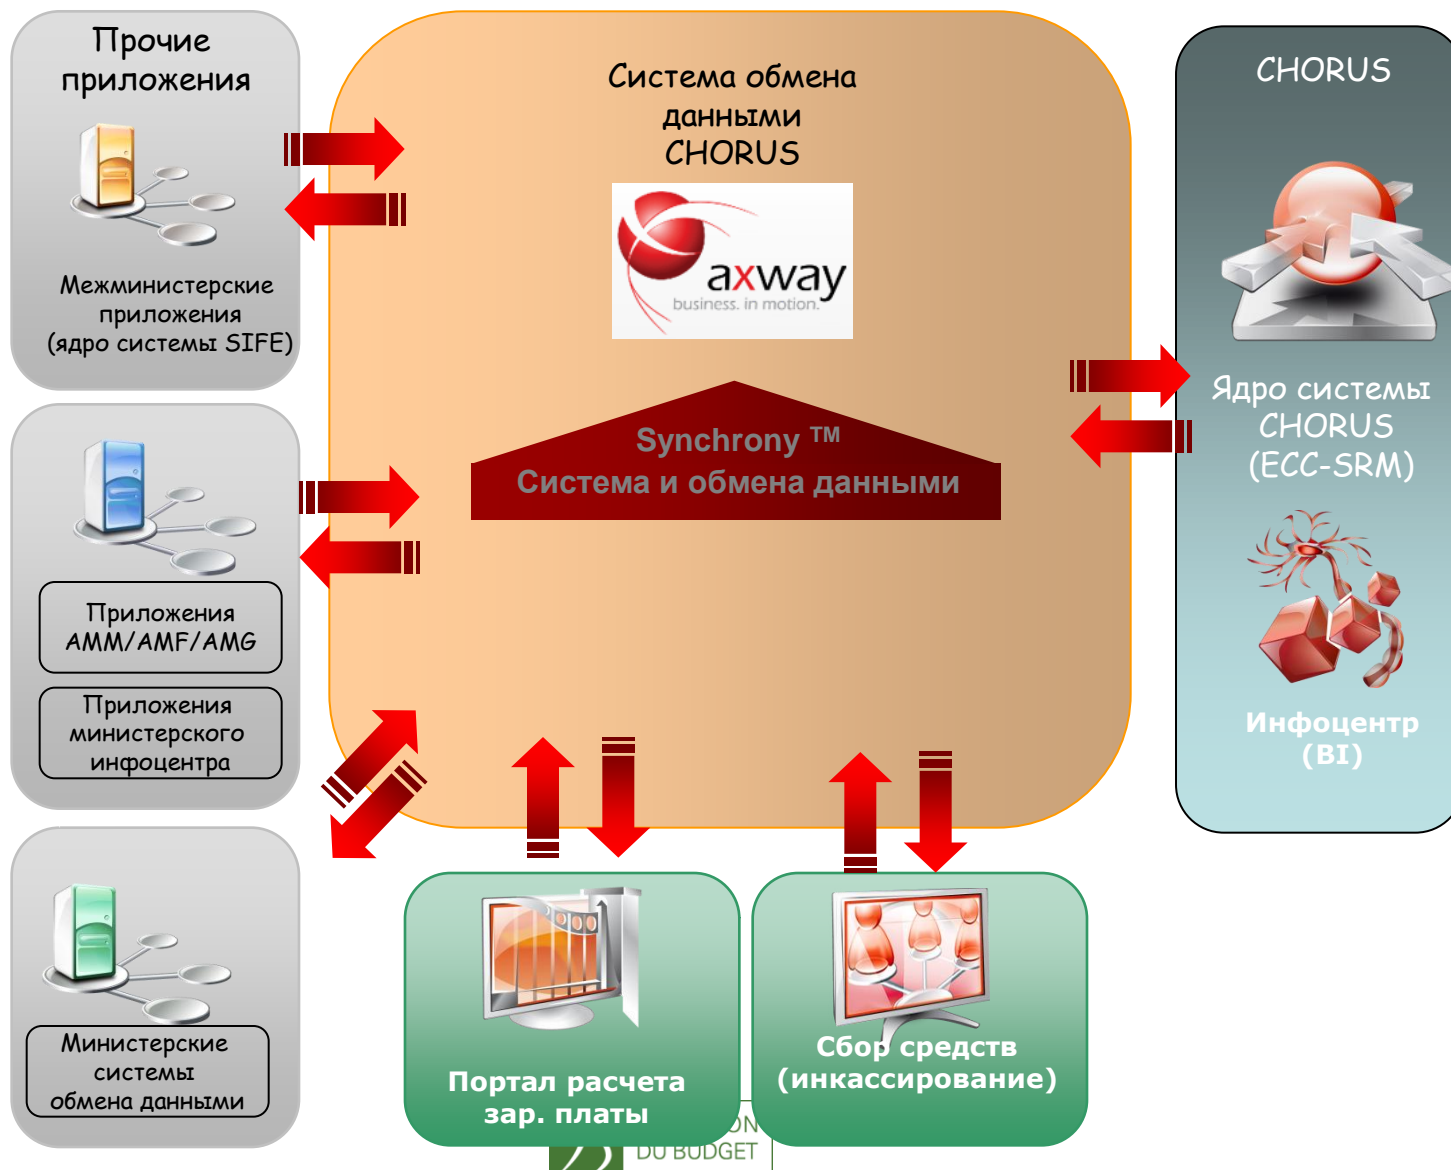 Прочие
приложения
Межминистерские
приложения
(ядро системы SIFE)
Приложения
AMM/AMF/AMG
Приложения
министерского
инфоцентра
Министерские
системы
обмена данными
Система обмена
данными
CHORUS
axway
business. in motion.
Synchrony ™
Система и обмена данными
Портал расчета
зар. платы
Сбор средств
(инкассирование)
CHORUS
Ядро системы
CHORUS
(ECC-SRM)
Инфоцентр
(BI)
DU BUDGET